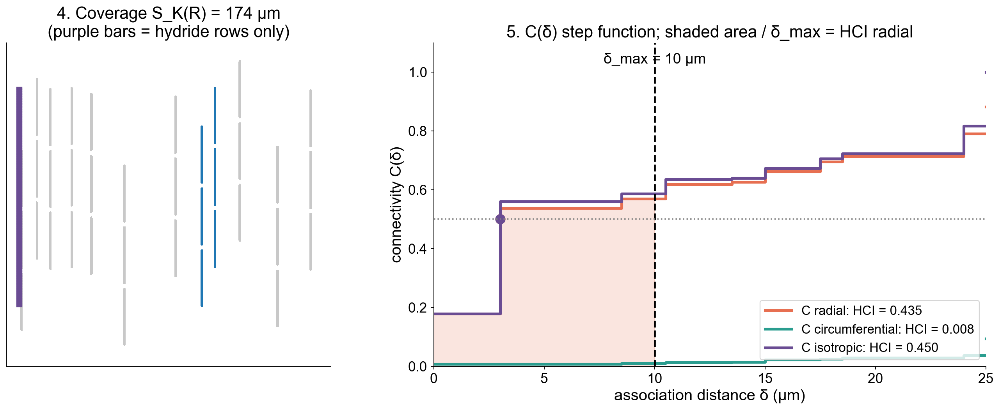 4. Coverage S_K(R) = 174 µm
(purple bars = hydride rows only)
5. C(δ) step function; shaded area / δ_max = HCI radial
δ_max = 10 µm
connectivity C(δ)
1.0
0.8
0.6
0.4
0.2
0.0
0
5
10
15
20
25
association distance δ (µm)
C radial: HCI = 0.435
C circumferential: HCI = 0.008
C isotropic: HCI = 0.450